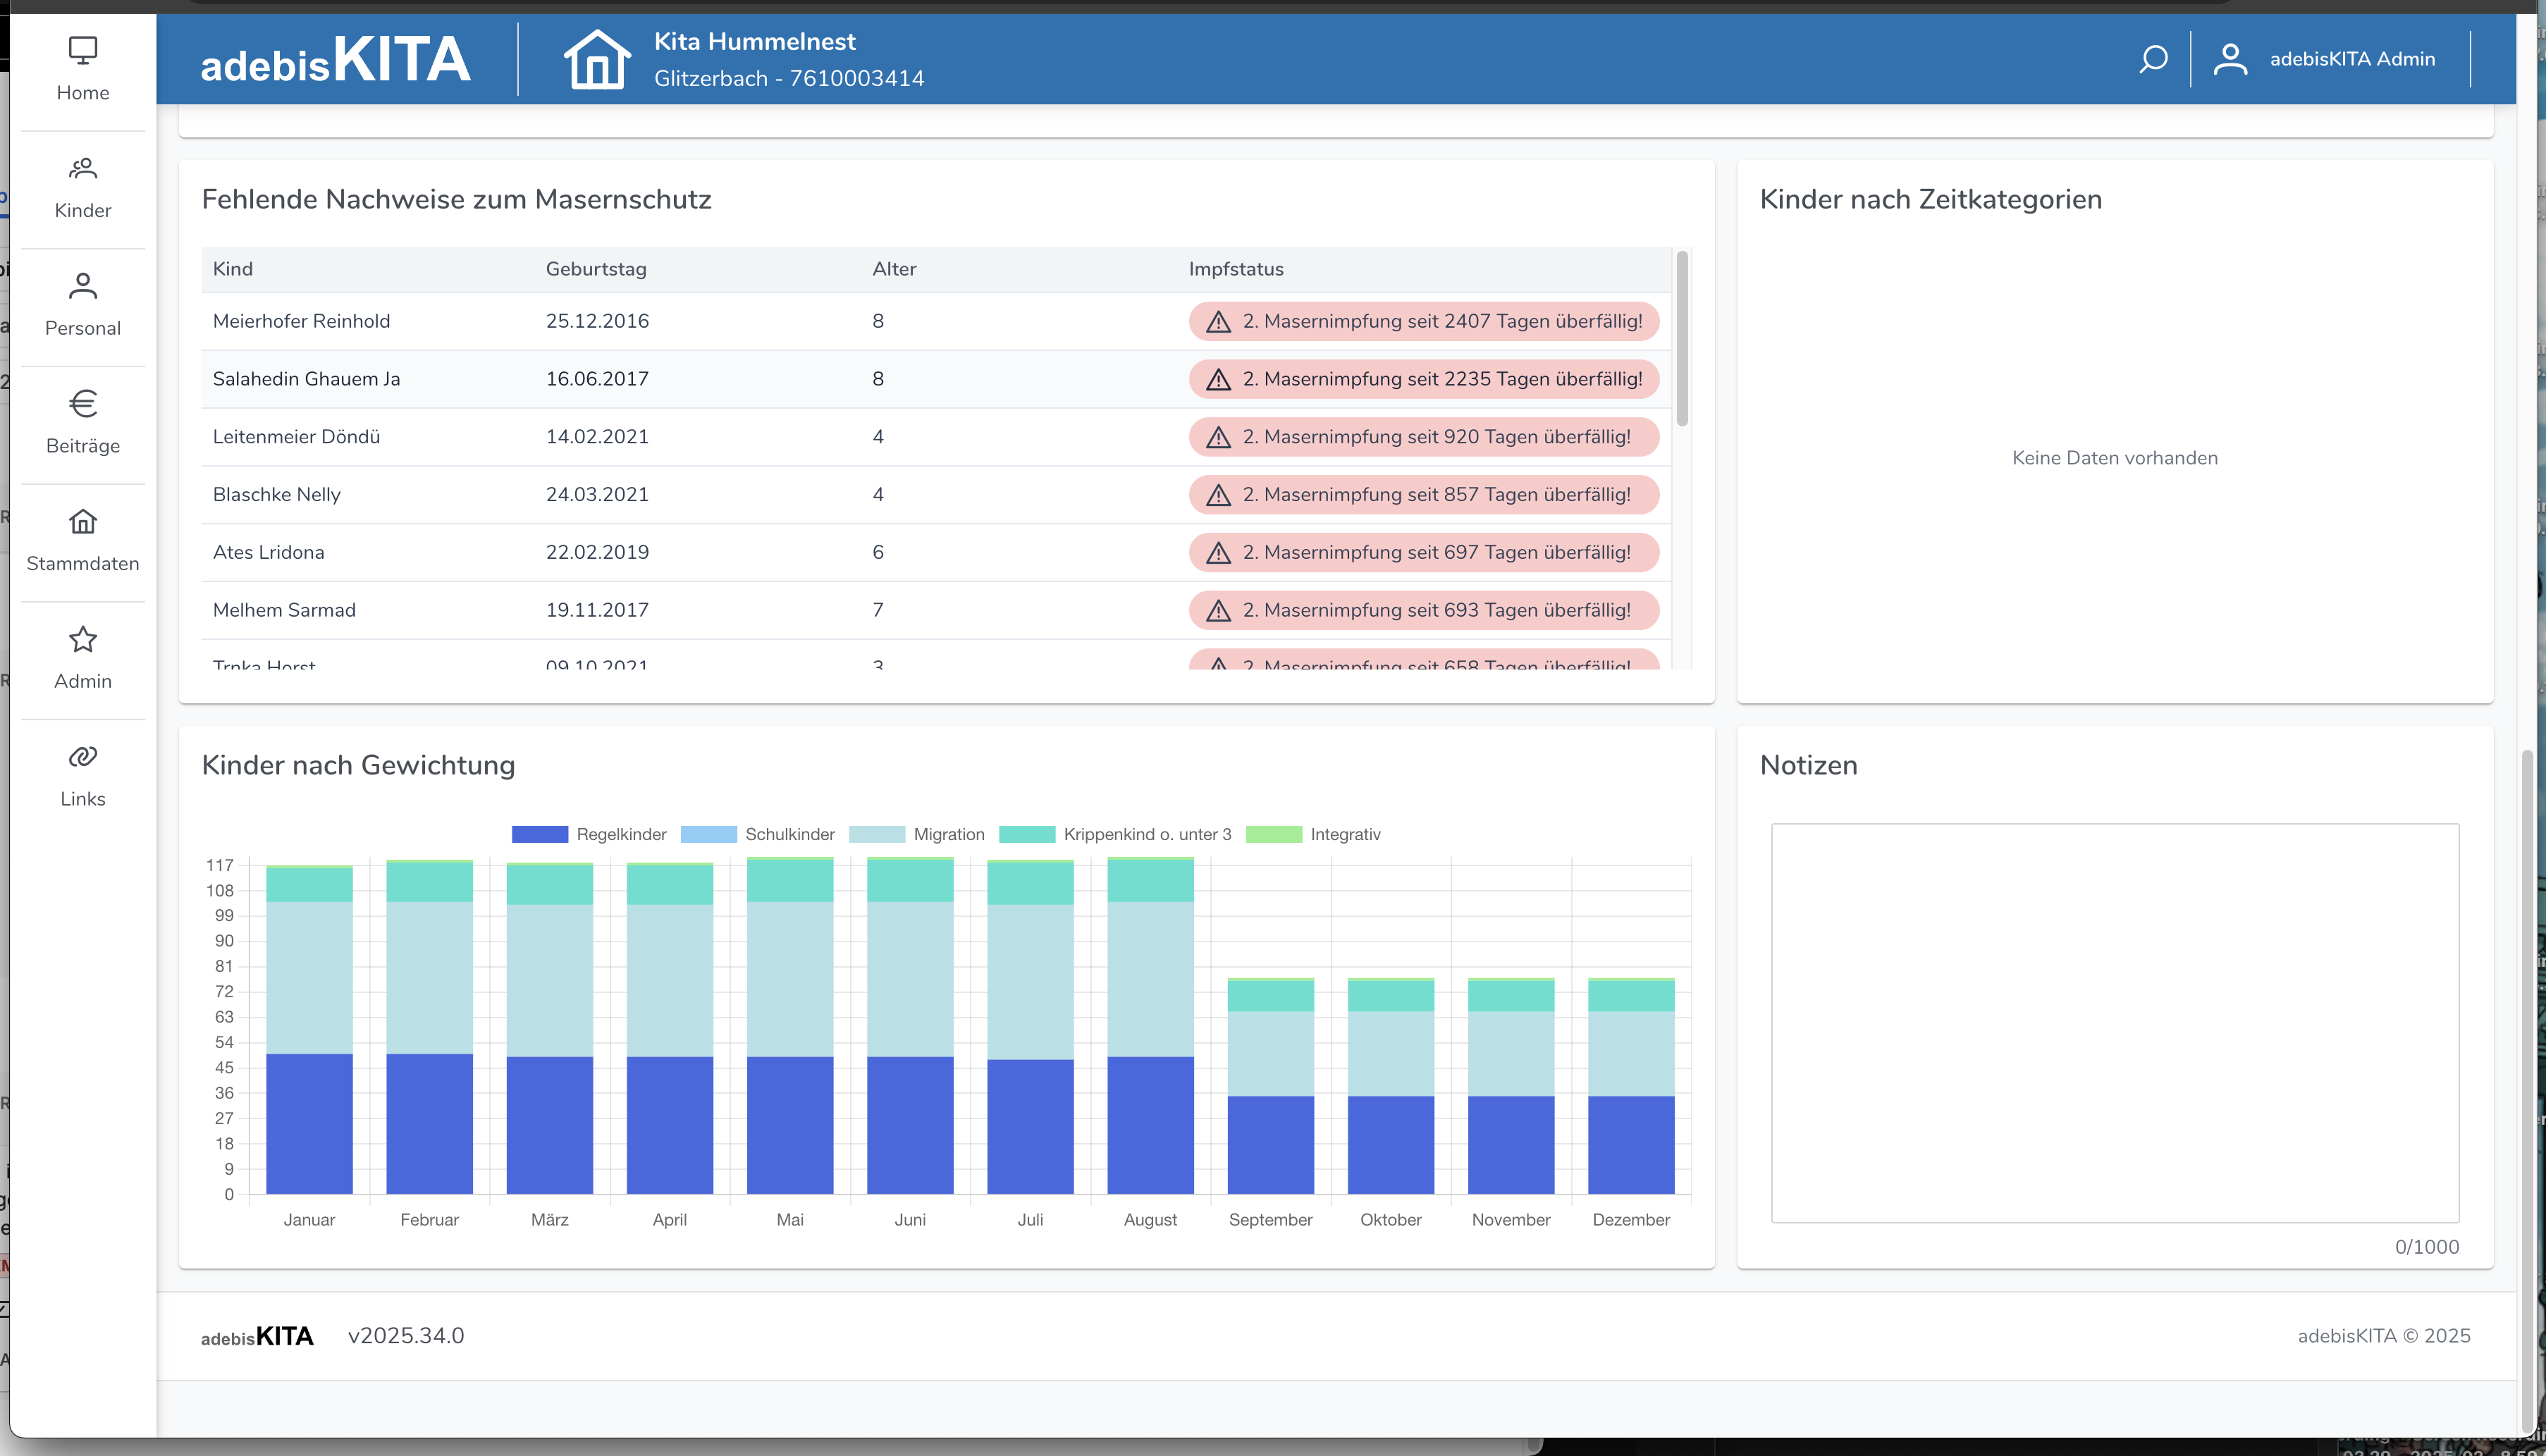 Home
Kinder
Personal
Beiträge
Stammdaten
Admin
Links
adebisKITA
Kita Hummelnest
Glitzerbach - 7610003414
adebisKITA Admin
Fehlende Nachweise zum Masernschutz
Kind Geburtstag Alter Impfstatus
Meierhofer Reinhold 25.12.2016 8 2. Masernimpfung seit 2407 Tagen überfällig!
Salahedin Ghauem Ja 16.06.2017 8 2. Masernimpfung seit 2235 Tagen überfällig!
Leitenmeier Döndü 14.02.2021 4 2. Masernimpfung seit 920 Tagen überfällig!
Blaschke Nelly 24.03.2021 4 2. Masernimpfung seit 857 Tagen überfällig!
Ates Lridona 22.02.2019 6 2. Masernimpfung seit 697 Tagen überfällig!
Melhem Sarmad 19.11.2017 7 2. Masernimpfung seit 693 Tagen überfällig!
Trnka Horst 09.10.2021 3 2. Masernimpfung seit 658 Tagen überfällig!
Kinder nach Zeitkategorien
Keine Daten vorhanden
Kinder nach Gewichtung
Regelkinder Schulkinder Migration Krippenkind o. unter 3 Integrativ
117
108
99
90
81
72
63
54
45
36
27
18
9
0
Januar Februar März April Mai Juni Juli August September Oktober November Dezember
Notizen
0/1000
adebisKITA v2025.34.0
adebisKITA © 2025